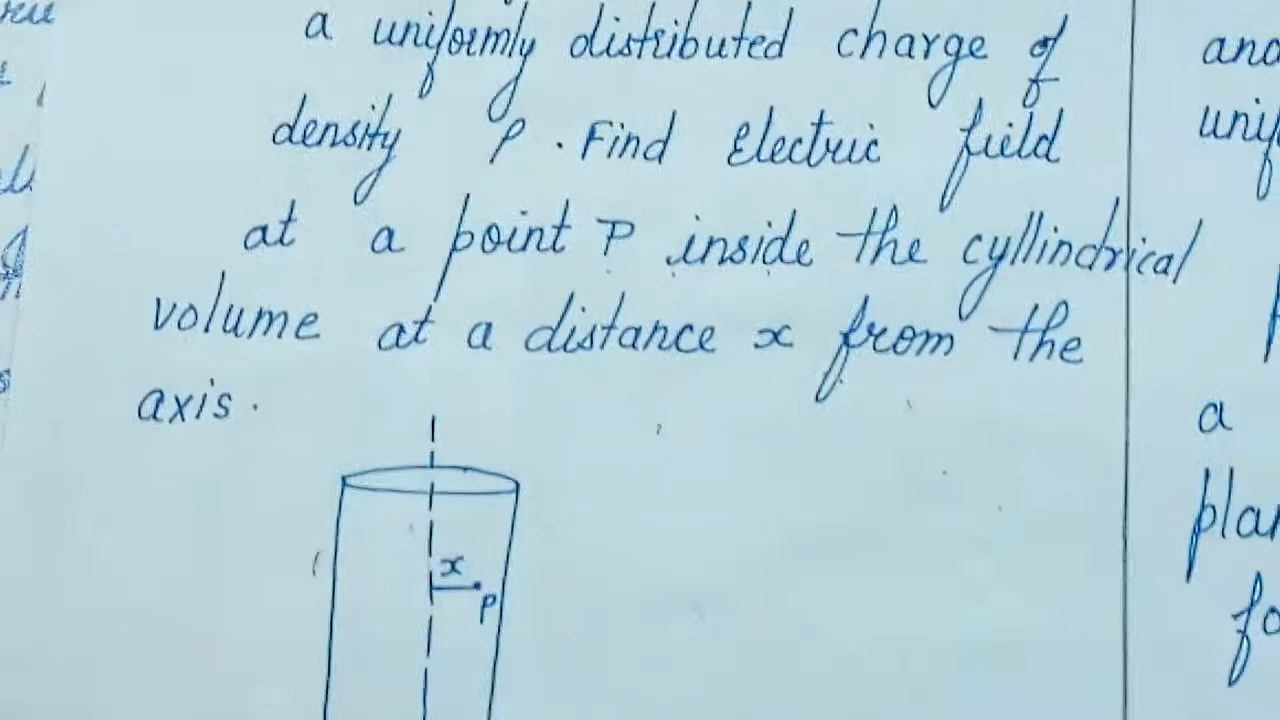 a uniformly distributed charge of
density ρ. Find Electric field
at a point P inside the cyllindrical
volume at a distance x from the
axis.
x
P
and
a